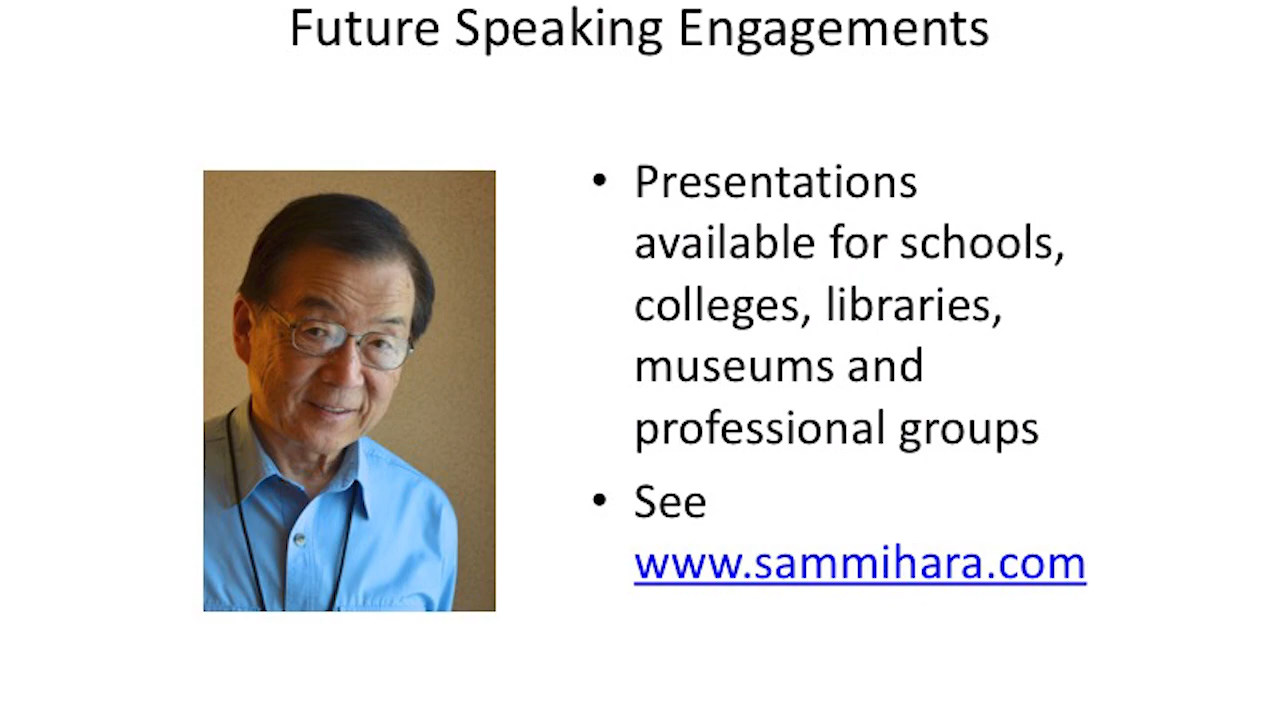 Future Speaking Engagements
• Presentations
available for schools,
colleges, libraries,
museums and
professional groups
• See
www.sammihara.com